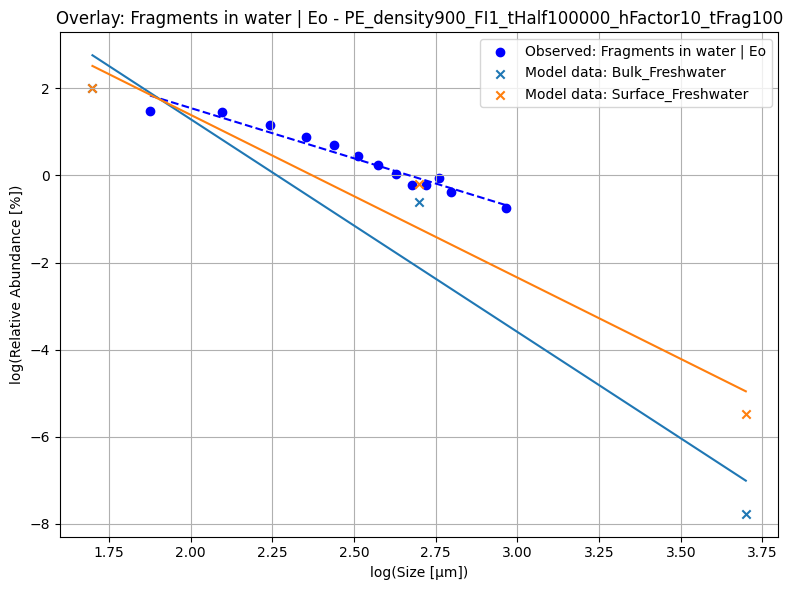 Overlay: Fragments in water | Eo - PE_density900_FI1_tHalf100000_hFactor10_tFrag100
Observed: Fragments in water | Eo
Model data: Bulk_Freshwater
Model data: Surface_Freshwater
log(Relative Abundance [%])
2
0
−2
−4
−6
−8
1.75 2.00 2.25 2.50 2.75 3.00 3.25 3.50 3.75
log(Size [µm])